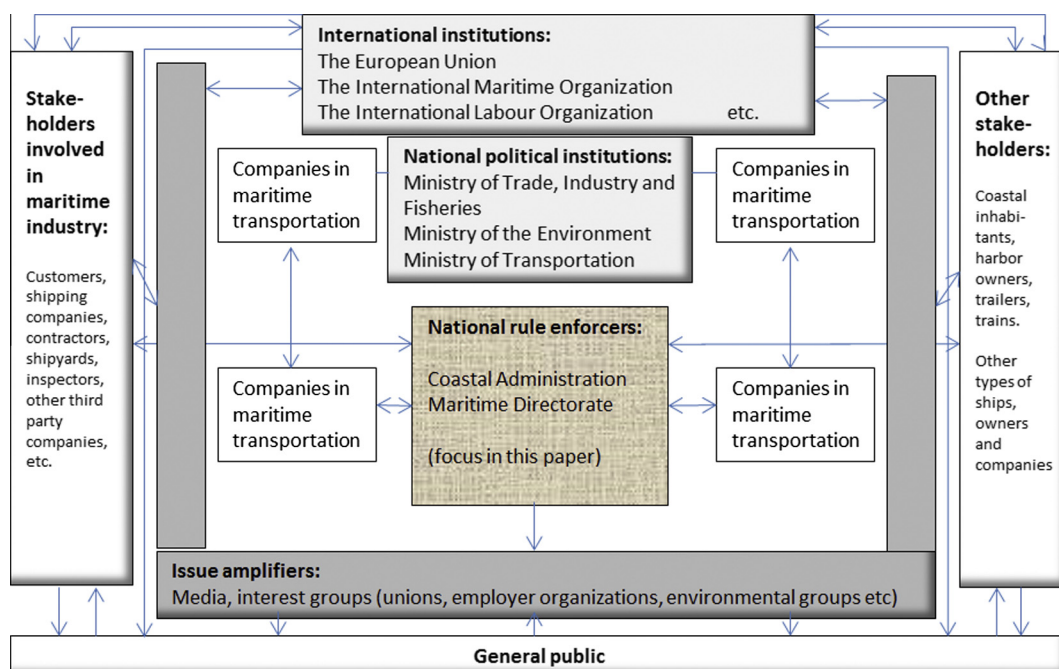 International institutions:
The European Union
The International Maritime Organization
The International Labour Organization etc.
Stake-
holders
involved
in
maritime
industry:
Customers,
shipping
companies,
contractors,
shipyards,
inspectors,
other third
party
companies,
etc.
Companies in
maritime
transportation
National political institutions:
Ministry of Trade, Industry and
Fisheries
Ministry of the Environment
Ministry of Transportation
Companies in
maritime
transportation
Other
stake-
holders:
Coastal
inhabi-
tants,
harbor
owners,
trailers,
trains.
Other
types of
ships,
owners
and
companies
Companies in
maritime
transportation
National rule enforcers:
Coastal Administration
Maritime Directorate
(focus in this paper)
Companies in
maritime
transportation
Issue amplifiers:
Media, interest groups (unions, employer organizations, environmental groups etc)
General public